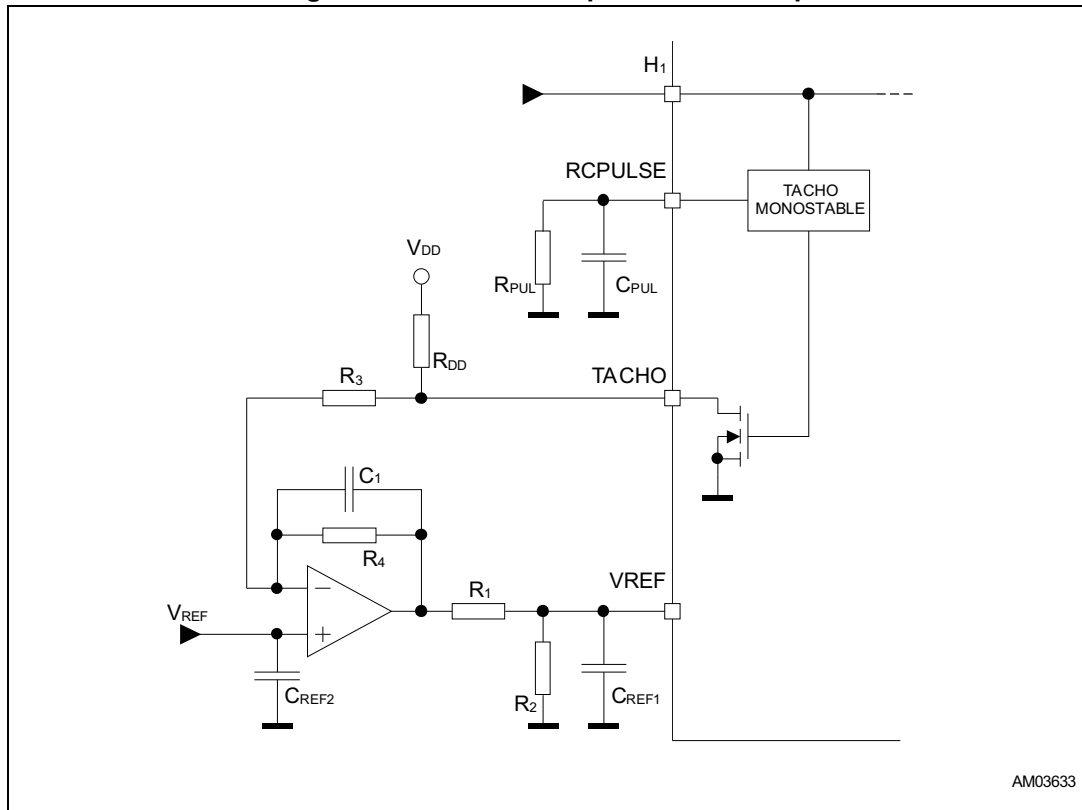 H1
RCPULSE
TACHO
MONOSTABLE
VDD
RPUL
CPUL
RDD
R3
TACHO
C1
R4
VREF
R1
VREF
CREF2
R2
CREF1
AM03633